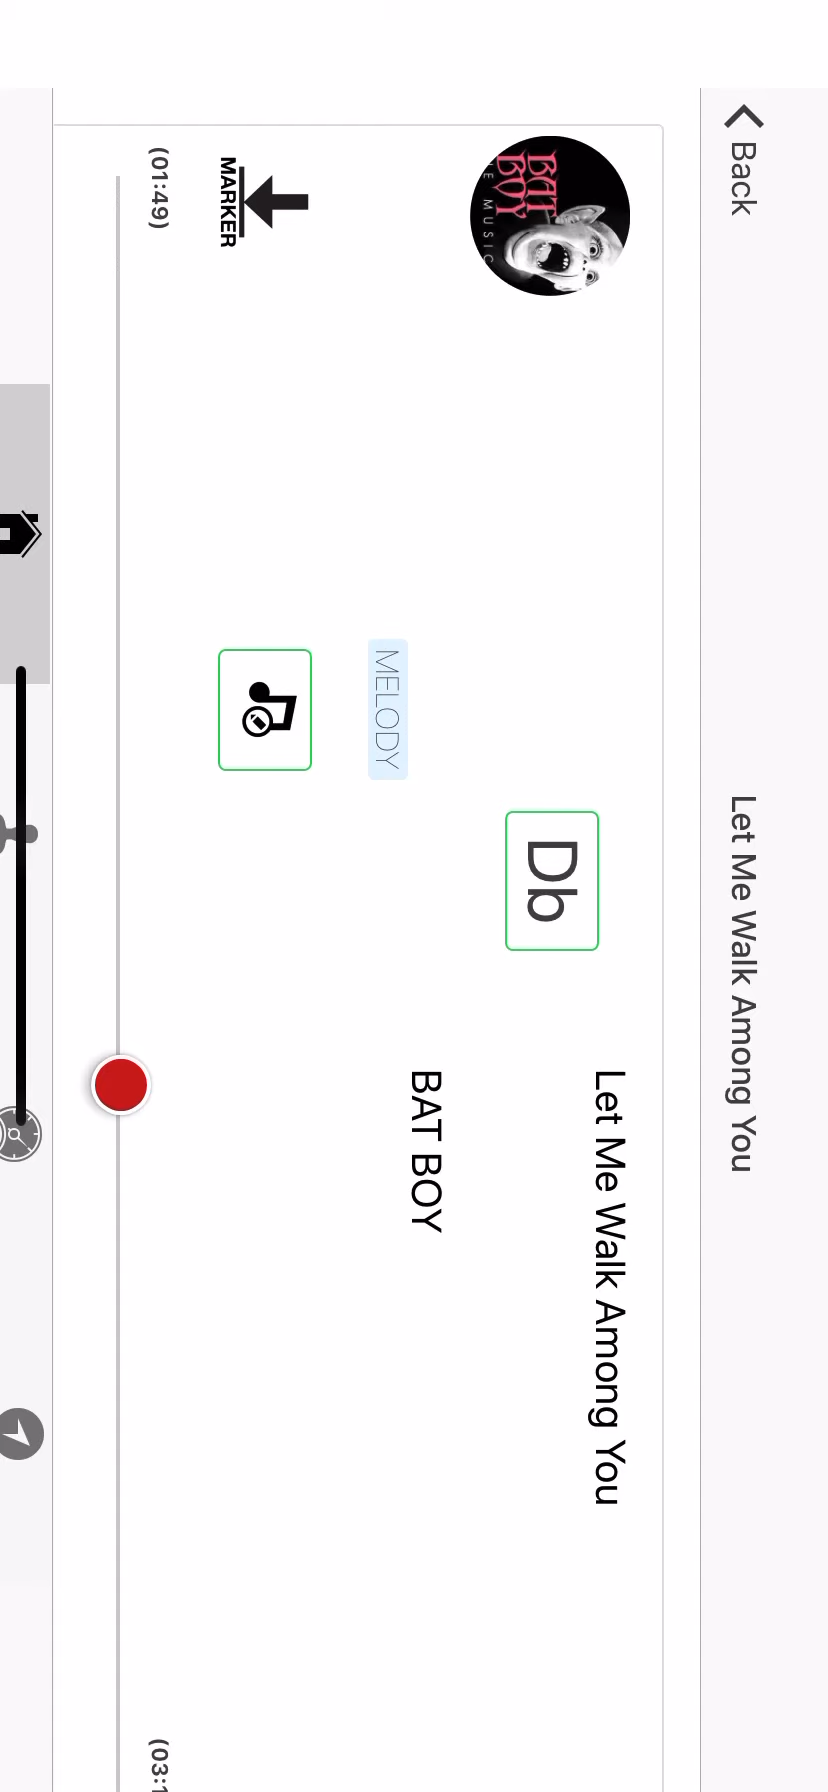 Back
Let Me Walk Among You
BAT
BOY
MUSIC
Db
Let Me Walk Among You
BAT BOY
MELODY
MARKER
(01:49)